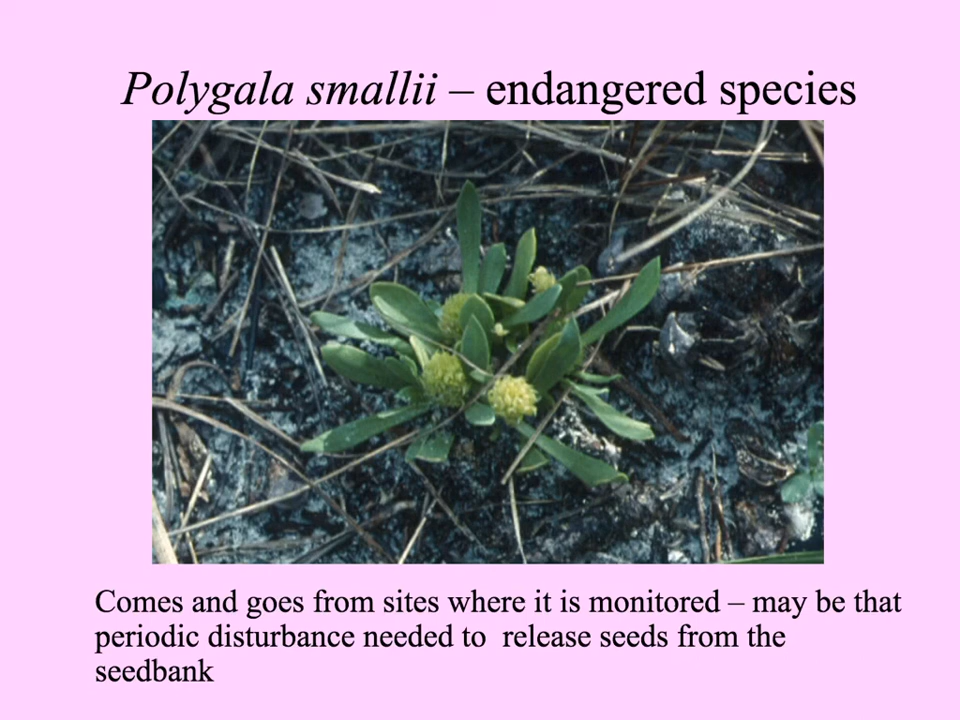 Polygala smallii – endangered species
Comes and goes from sites where it is monitored – may be that
periodic disturbance needed to  release seeds from the
seedbank